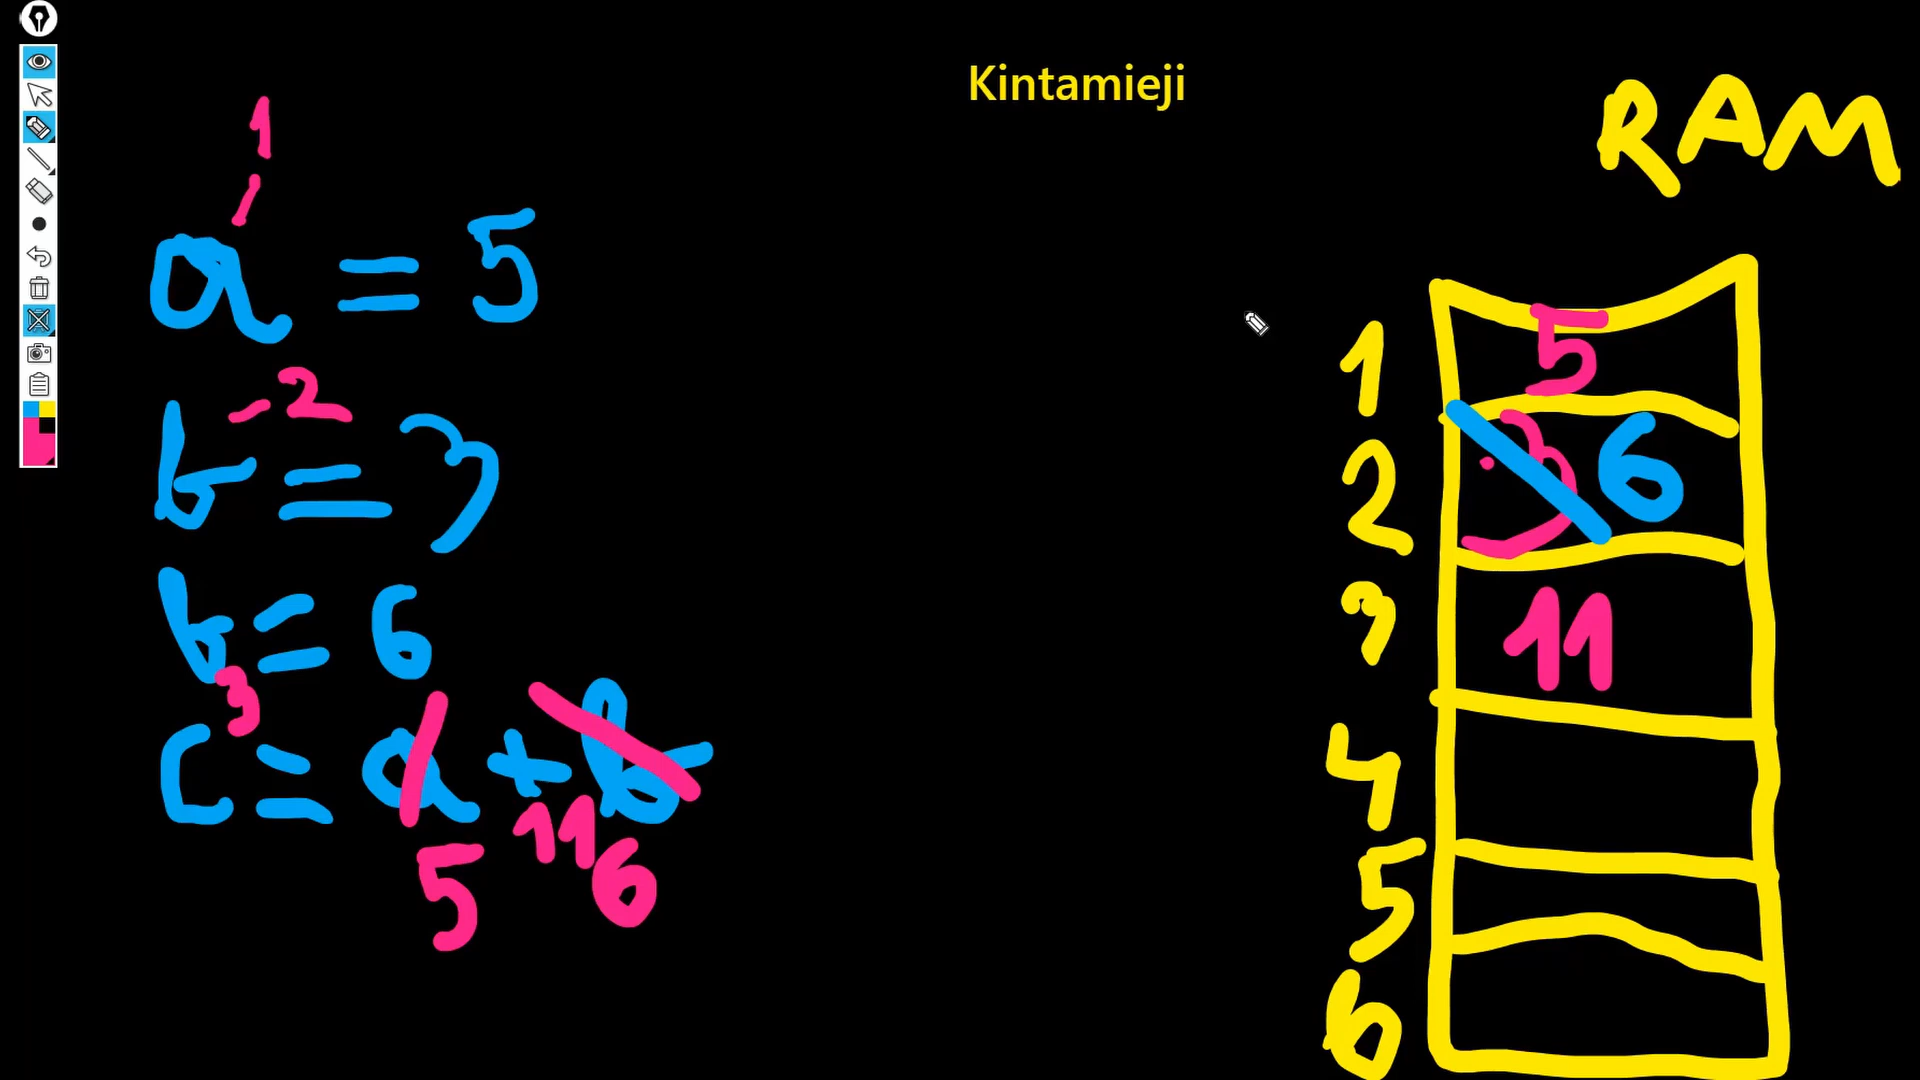 Kintamieji
RAM
1
a = 5
2
b = 3
b = 6
3
c = a + b
11
5 6
1 5
2 3 6
3 11
4
5
6